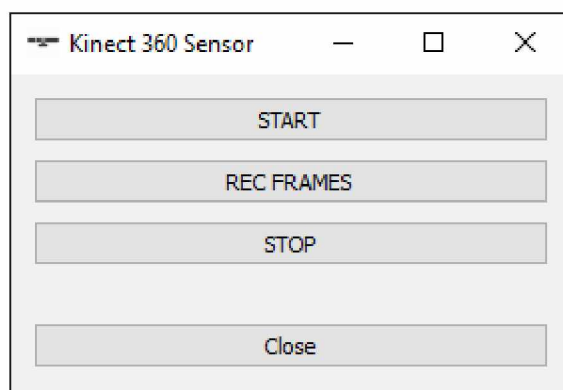 Kinect 360 Sensor
START
REC FRAMES
STOP
Close